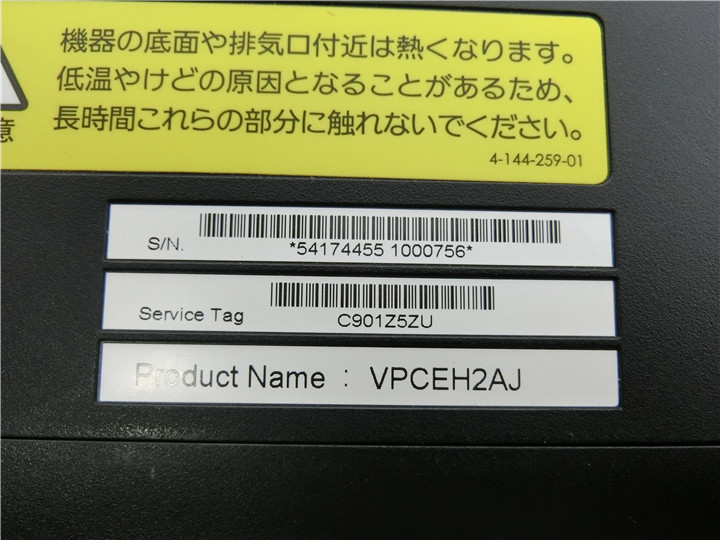 機器の底面や排気口付近は熱くなります。
低温やけどの原因となることがあるため、
長時間これらの部分に触れないでください。
意
4-144-259-01
S/N. *54174455 1000756*
Service Tag C901Z5ZU
Product Name : VPCEH2AJ